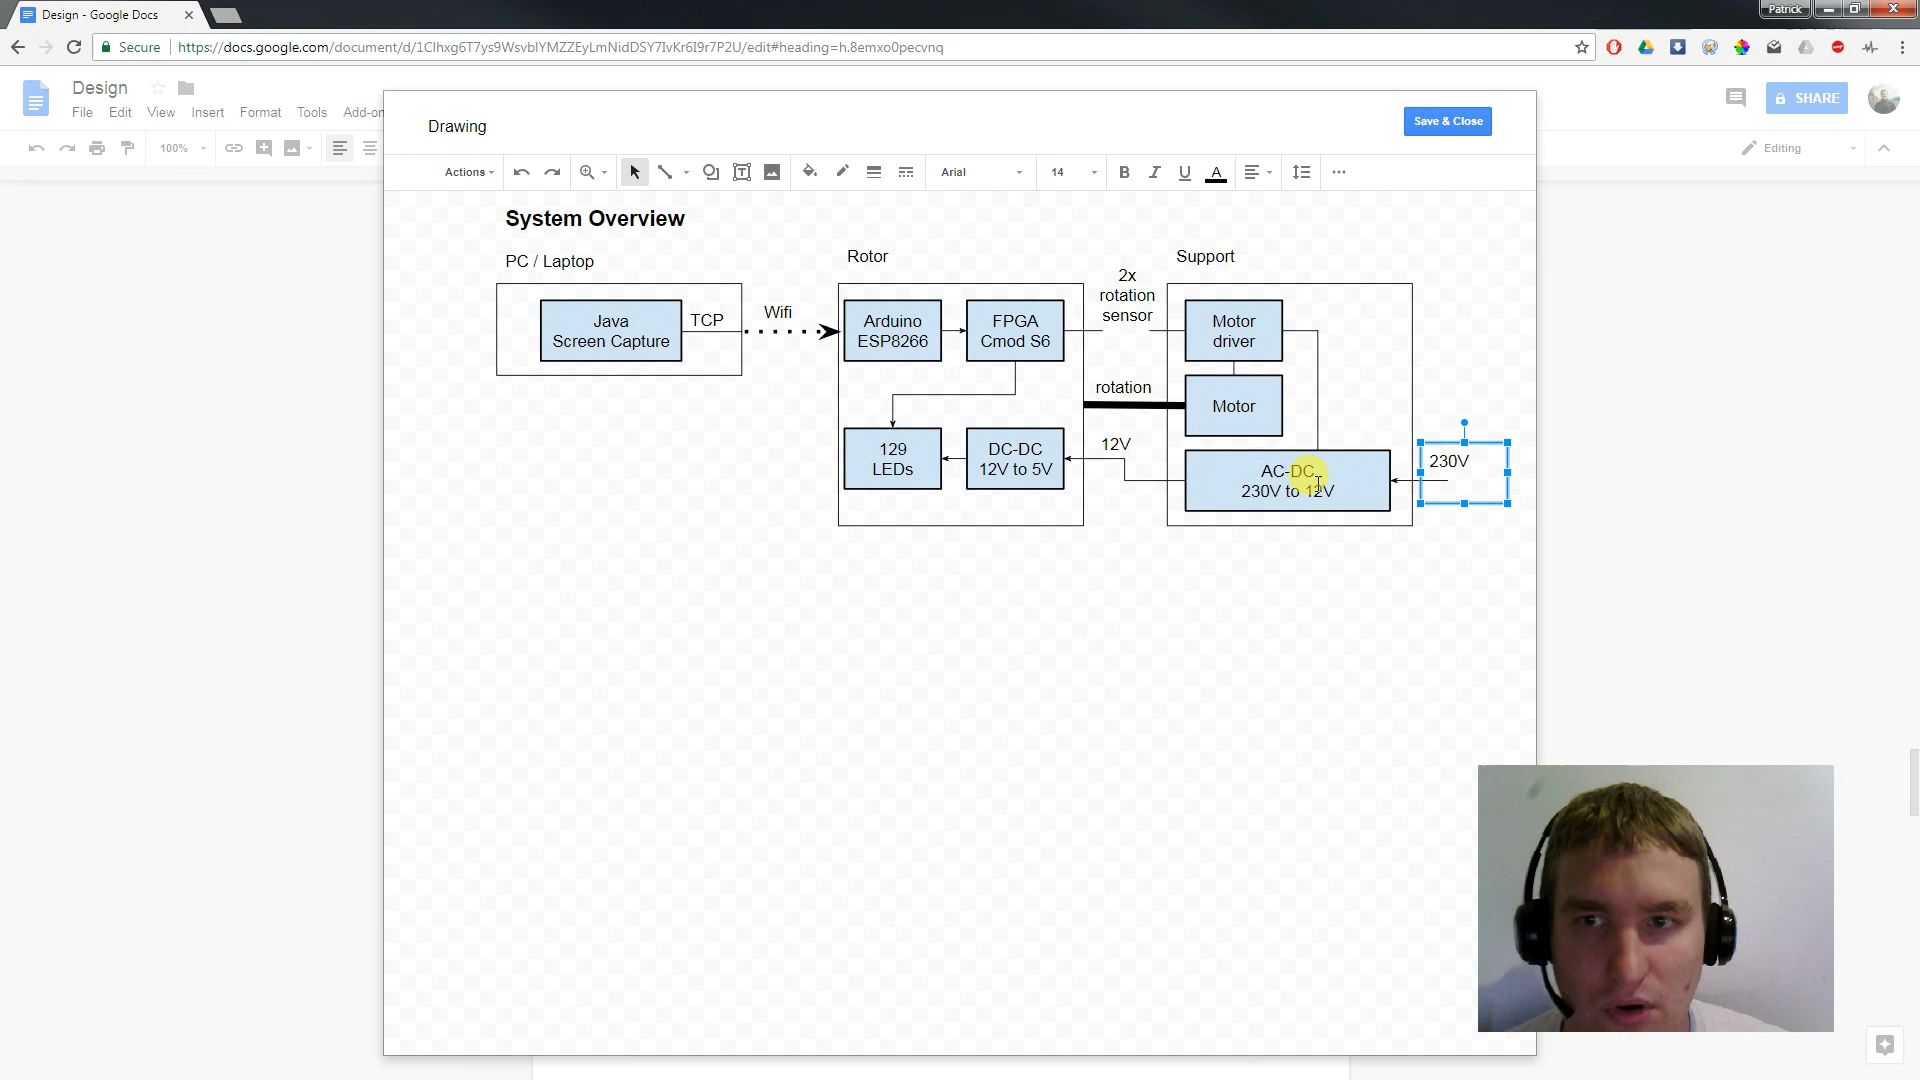 Design - Google Docs
Patrick
Secure
https://docs.google.com/document/d/1Clhxg6T7ys9WsvblYMZZEyLmNidDSY7IvKr6I9r7P2U/edit#heading=h.8emxo0pecvnq
Design
File Edit View Insert Format Tools Add-on
SHARE
100%
Editing
Drawing
Save & Close
Actions
Arial
14
B I U A
System Overview
PC / Laptop
Java
Screen Capture
TCP
Wifi
Rotor
Arduino
ESP8266
FPGA
Cmod S6
129
LEDs
DC-DC
12V to 5V
2x
rotation
sensor
rotation
12V
Support
Motor
driver
Motor
AC-DC
230V to 12V
230V